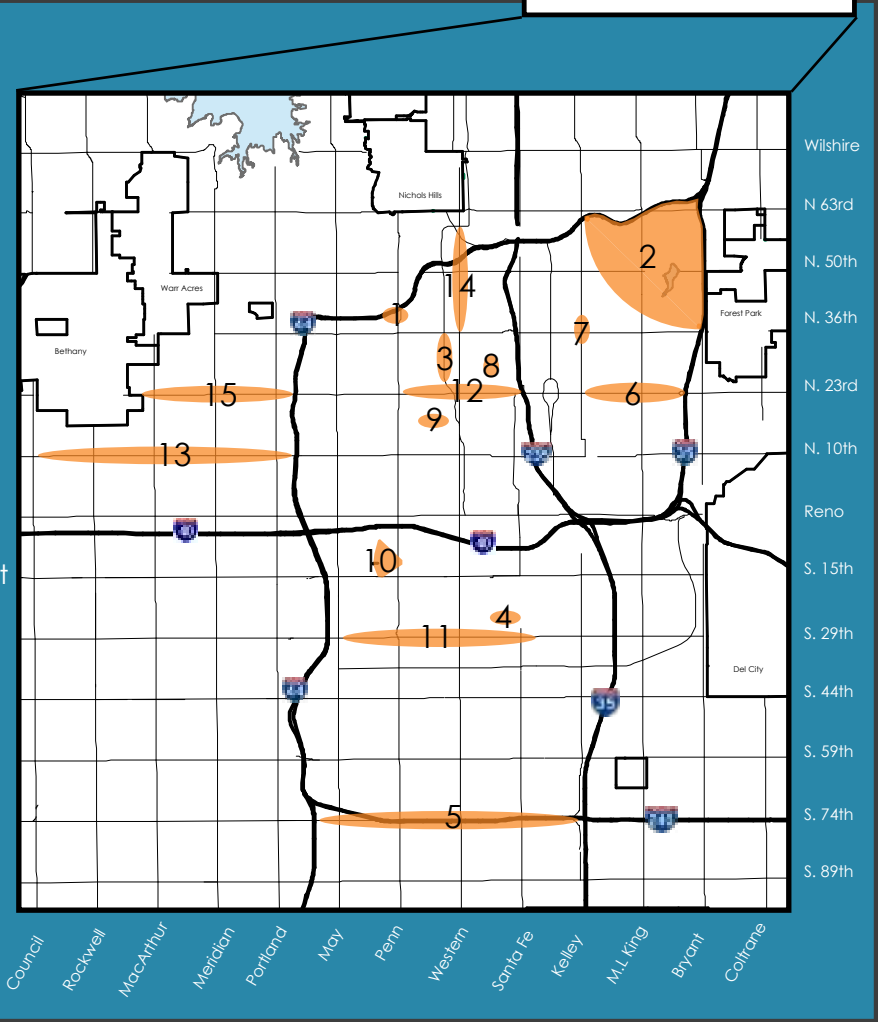 Wilshire
N 63rd
N. 50th
N. 36th
N. 23rd
N. 10th
Reno
S. 15th
S. 29th
S. 44th
S. 59th
S. 74th
S. 89th
Nichols Hills
Warr Acres
Bethany
Forest Park
Del City
2
14
1
7
3
8
15
12
6
9
13
10
4
11
35
5
t
Council
Rockwell
MacArthur
Meridian
Portland
May
Penn
Western
Santa Fe
Kelley
M.L King
Bryant
Coltrane